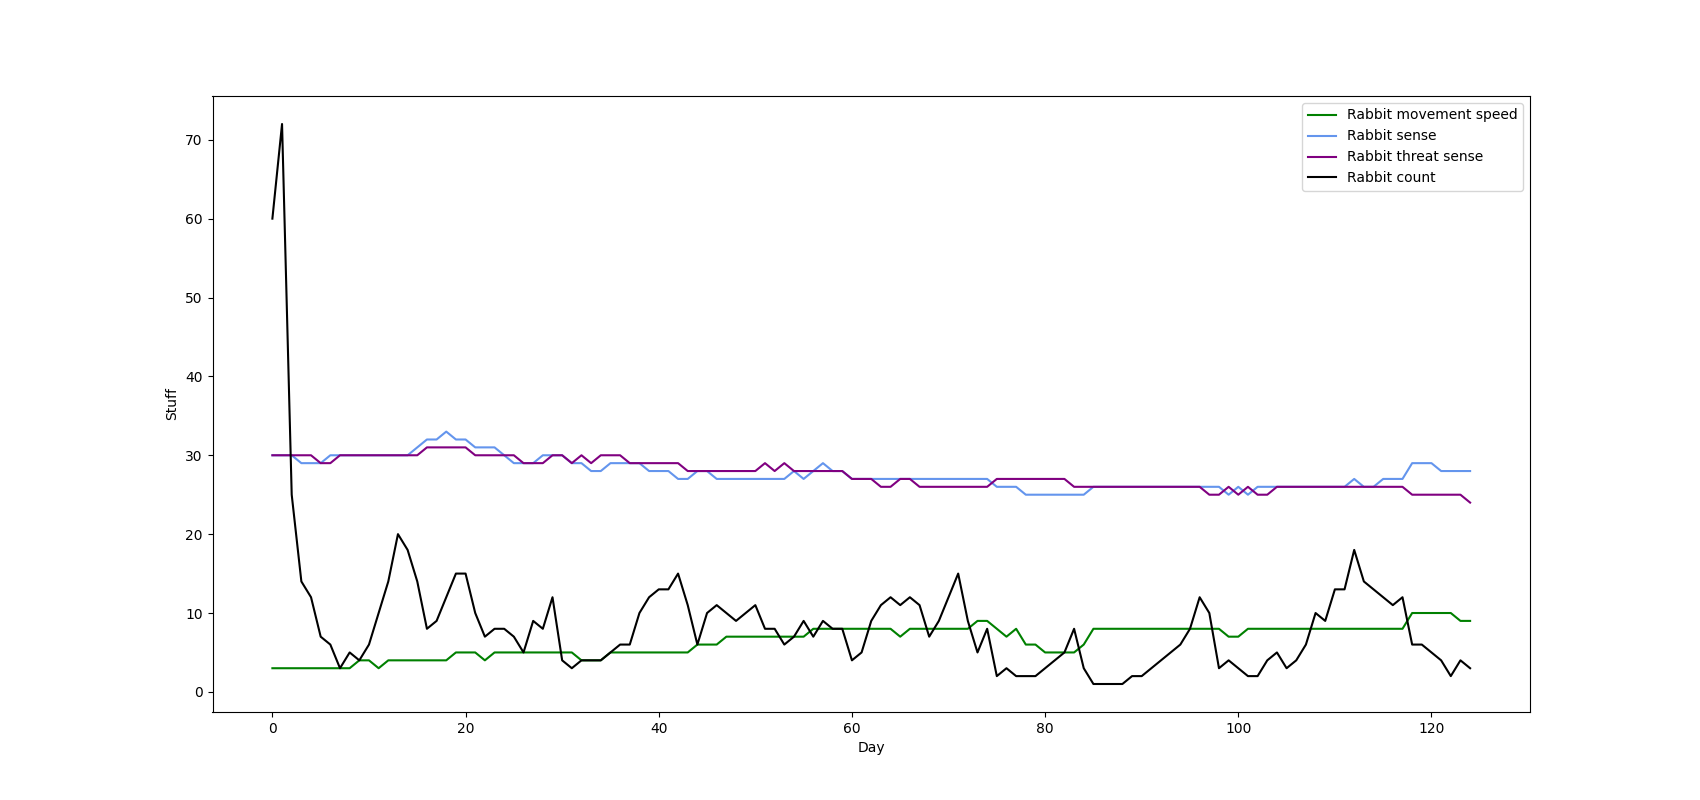 Rabbit movement speed
Rabbit sense
Rabbit threat sense
Rabbit count
70
60
50
40
30
20
10
0
Stuff
0 20 40 60 80 100 120
Day